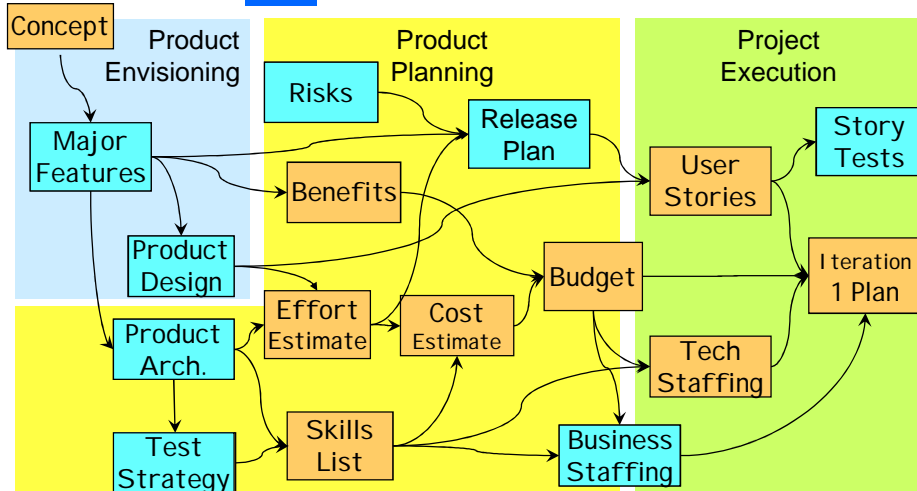 Concept
Product
Envisioning
Product
Planning
Project
Execution
Risks
Release
Plan
Story
Tests
Major
Features
User
Stories
Benefits
Product
Design
Budget
Iteration
1 Plan
Effort
Estimate
Cost
Estimate
Product
Arch.
Tech
Staffing
Skills
List
Business
Staffing
Test
Strategy